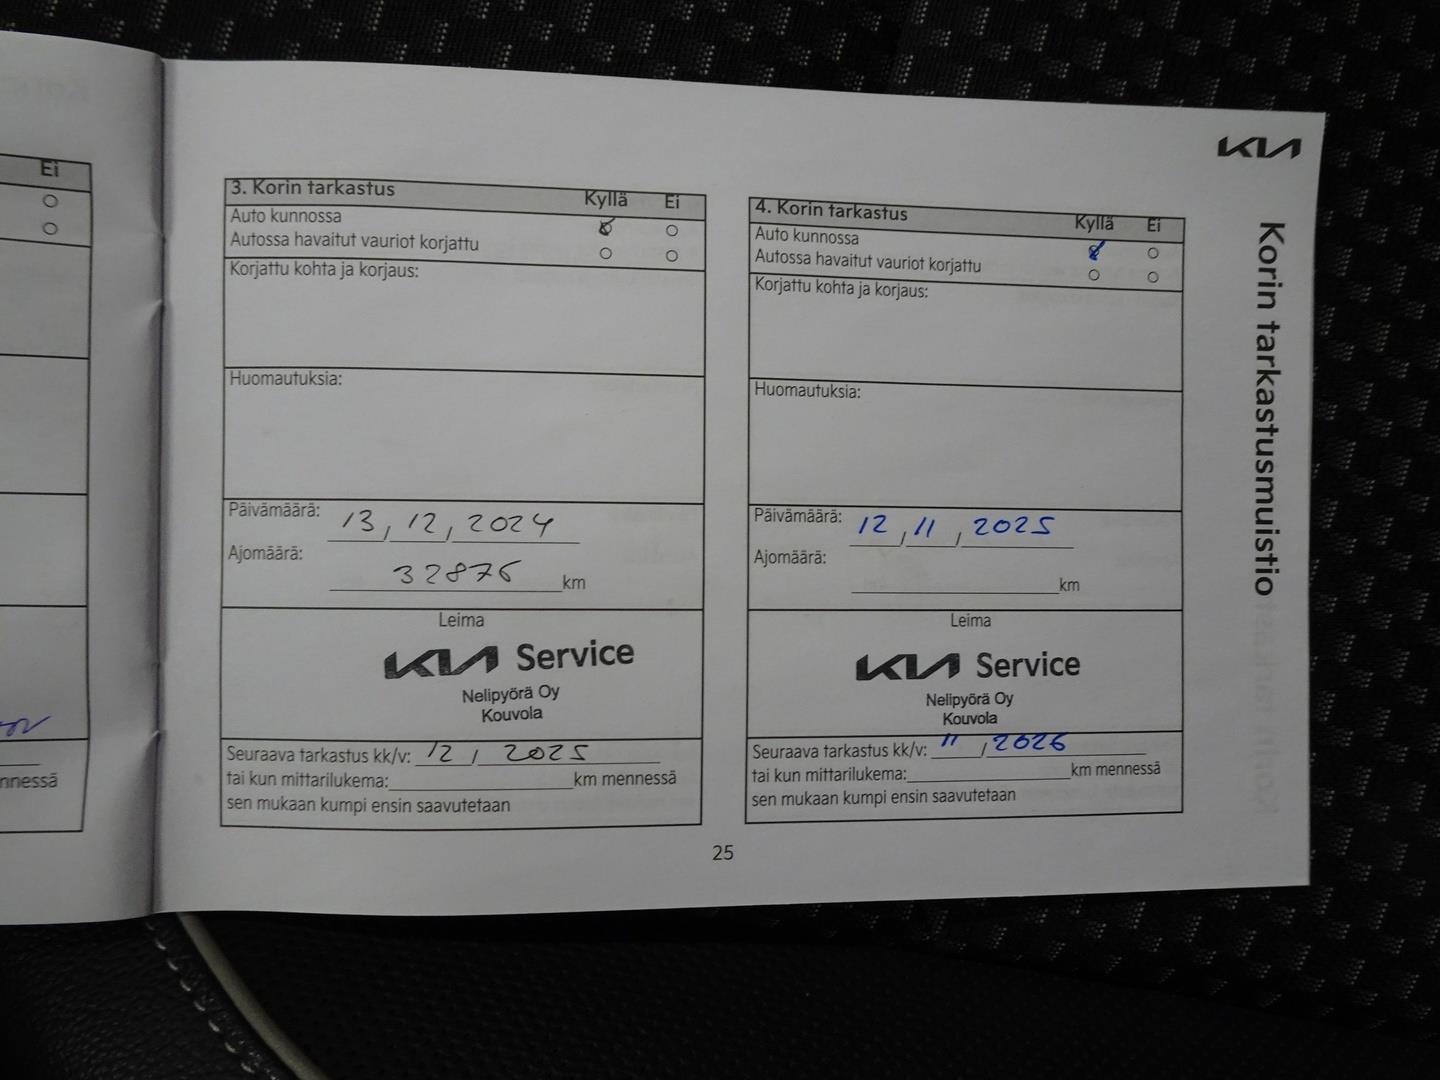 Ei
nnessä
KIA
Korin tarkastusmuistio
3. Korin tarkastus
Kyllä Ei
Auto kunnossa
Autossa havaitut vauriot korjattu
Korjattu kohta ja korjaus:
Huomautuksia:
Päivämäärä: 13, 12, 2024
Ajomäärä:
32876 km
Leima
KIA Service
Nelipyörä Oy
Kouvola
Seuraava tarkastus kk/v: 12 / 2025
tai kun mittarilukema: km mennessä
sen mukaan kumpi ensin saavutetaan
4. Korin tarkastus
Kyllä Ei
Auto kunnossa
Autossa havaitut vauriot korjattu
Korjattu kohta ja korjaus:
Huomautuksia:
Päivämäärä: 12, 11, 2025
Ajomäärä:
km
Leima
KIA Service
Nelipyörä Oy
Kouvola
Seuraava tarkastus kk/v: 11 / 2026
tai kun mittarilukema: km mennessä
sen mukaan kumpi ensin saavutetaan
25